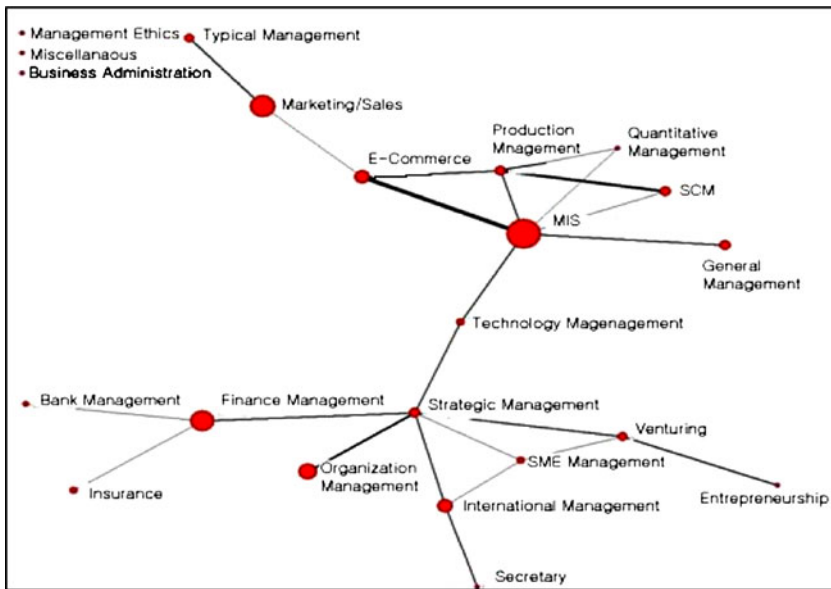 Management Ethics
Typical Management
Miscellanaous
Business Administration
Marketing/Sales
Production
Mnagement
Quantitative
Management
E-Commerce
SCM
MIS
General
Management
Technology Magenagement
Bank Management
Finance Management
Strategic Management
Venturing
Organization
Management
SME Management
Insurance
International Management
Entrepreneurship
Secretary